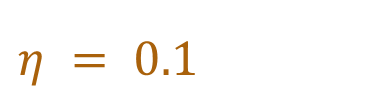 η = 0.1